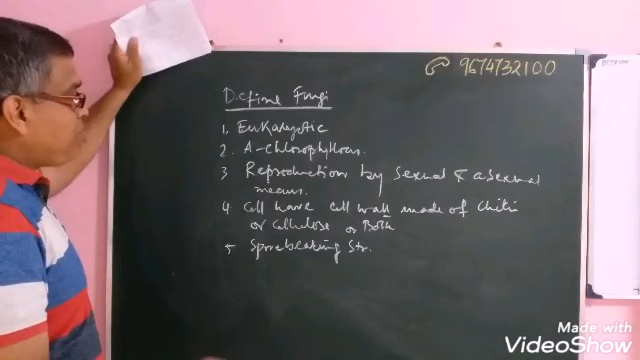 9674732100
Define Fungi
1, Eukaryotic
2. A-Chlorophyllous.
3 Reproduction by sexual & asexual
means.
4 Cell have cell wall made of Chitin
or Cellulose or Both
5 Sporebearing Str.
Made with
VideoShow